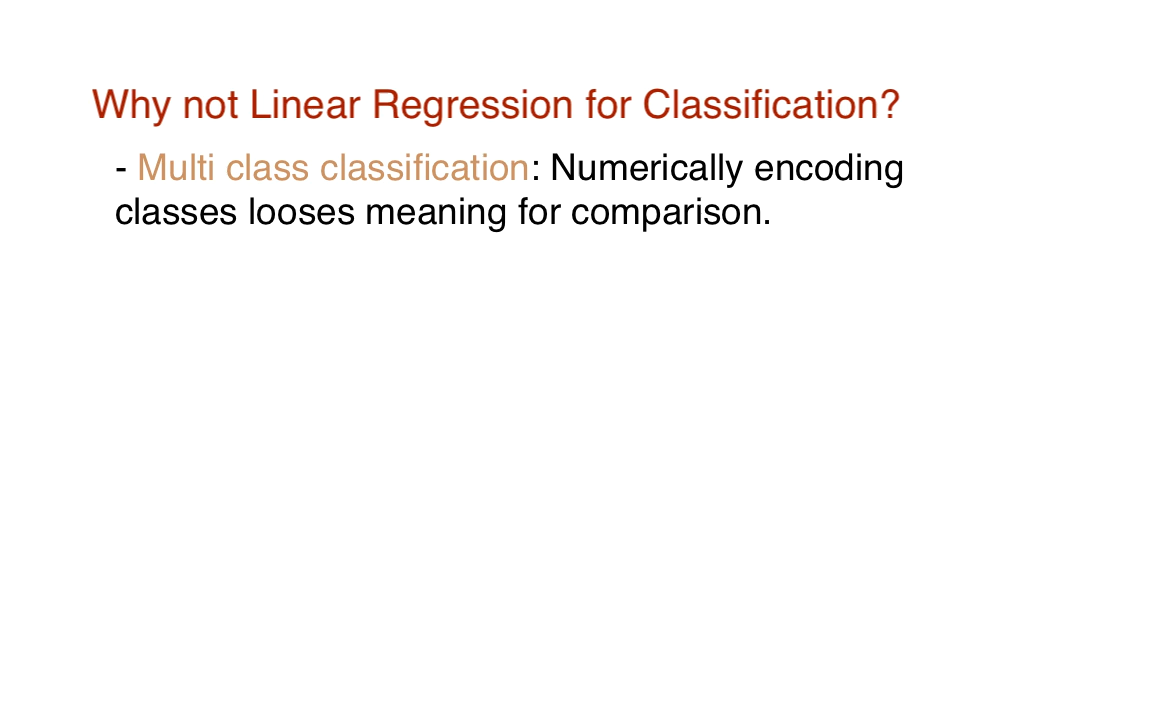 Why not Linear Regression for Classification?
- Multi class classification: Numerically encoding
classes looses meaning for comparison.